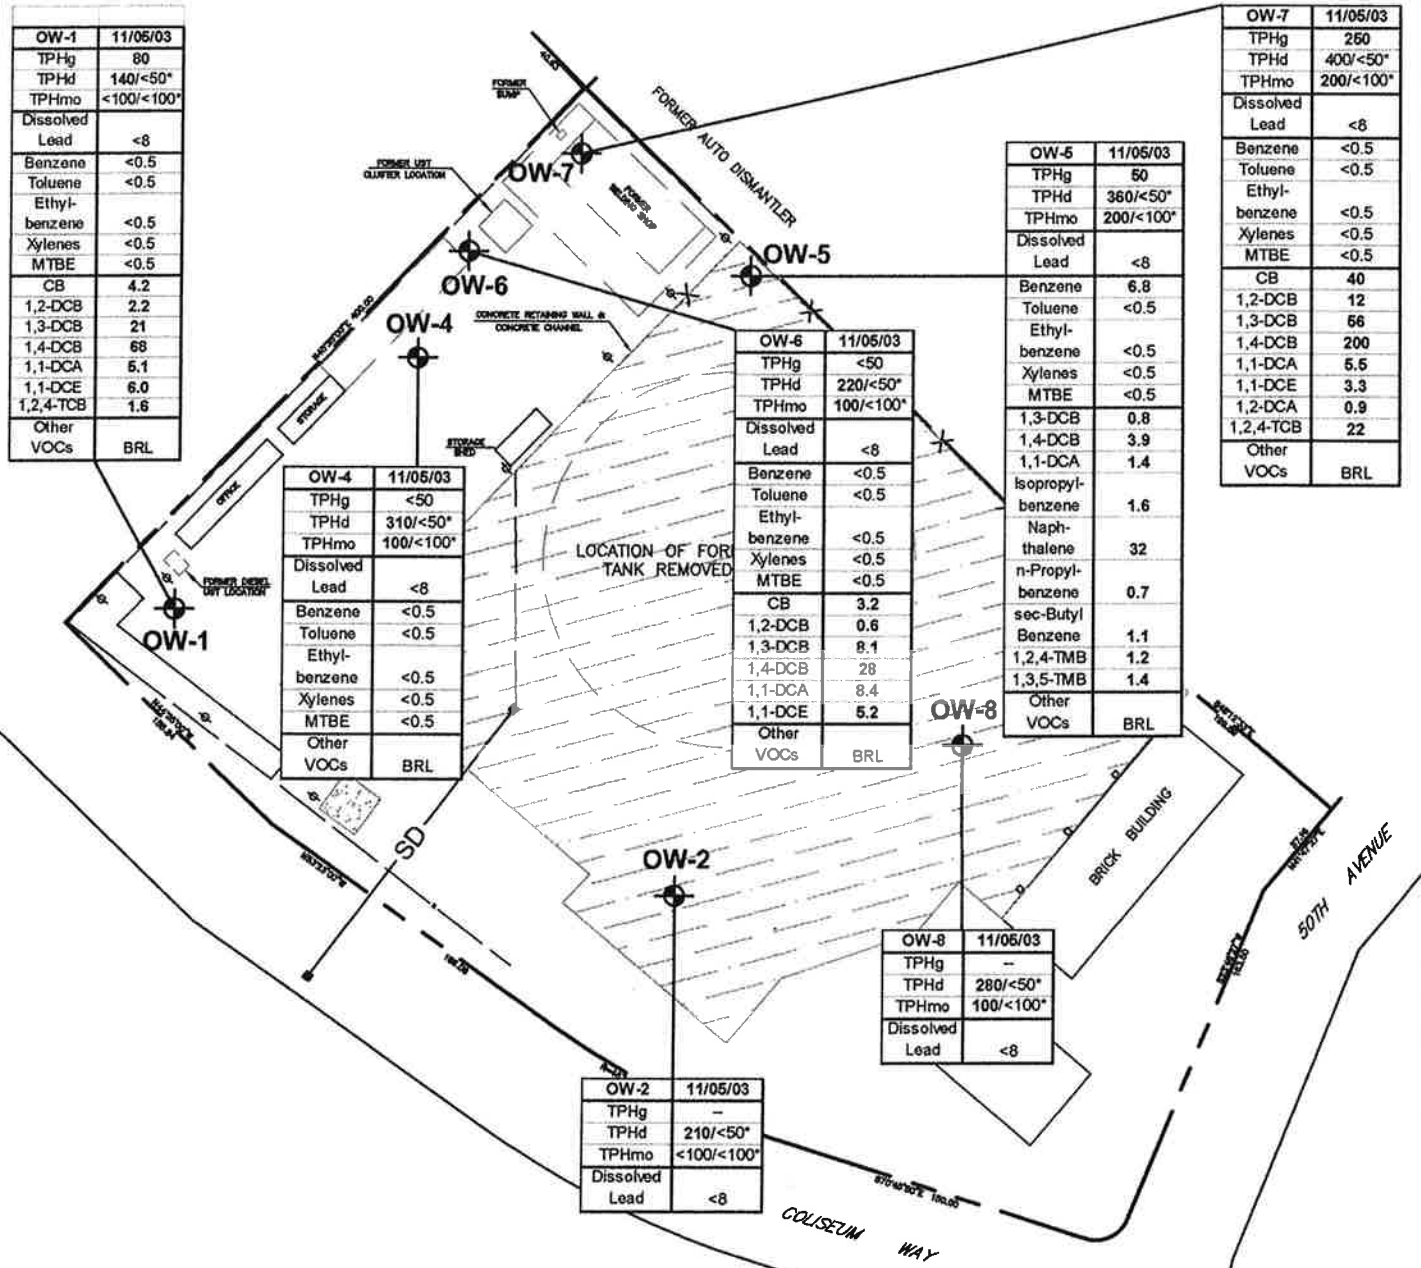 OW-1 11/05/03
TPHg 80
TPHd 140/<50*
TPHmo <100/<100*
Dissolved
Lead <8
Benzene <0.5
Toluene <0.5
Ethyl-
benzene <0.5
Xylenes <0.5
MTBE <0.5
CB 4.2
1,2-DCB 2.2
1,3-DCB 21
1,4-DCB 68
1,1-DCA 5.1
1,1-DCE 6.0
1,2,4-TCB 1.6
Other
VOCs BRL
OW-7 11/05/03
TPHg 250
TPHd 400/<50*
TPHmo 200/<100*
Dissolved
Lead <8
Benzene <0.5
Toluene <0.5
Ethyl-
benzene <0.5
Xylenes <0.5
MTBE <0.5
CB 40
1,2-DCB 12
1,3-DCB 56
1,4-DCB 200
1,1-DCA 5.5
1,1-DCE 3.3
1,2-DCA 0.9
1,2,4-TCB 22
Other
VOCs BRL
OW-5 11/05/03
TPHg 50
TPHd 360/<50*
TPHmo 200/<100*
Dissolved
Lead <8
Benzene 6.8
Toluene <0.5
Ethyl-
benzene <0.5
Xylenes <0.5
MTBE <0.5
1,3-DCB 0.8
1,4-DCB 3.9
1,1-DCA 1.4
Isopropyl-
benzene 1.6
Naph-
thalene 32
n-Propyl-
benzene 0.7
sec-Butyl
Benzene 1.1
1,2,4-TMB 1.2
1,3,5-TMB 1.4
Other
VOCs BRL
OW-6 11/05/03
TPHg <50
TPHd 220/<50*
TPHmo 100/<100*
Dissolved
Lead <8
Benzene <0.5
Toluene <0.5
Ethyl-
benzene <0.5
Xylenes <0.5
MTBE <0.5
CB 3.2
1,2-DCB 0.6
1,3-DCB 8.1
1,4-DCB 28
1,1-DCA 8.4
1,1-DCE 5.2
Other
VOCs BRL
OW-4 11/05/03
TPHg <50
TPHd 310/<50*
TPHmo 100/<100*
Dissolved
Lead <8
Benzene <0.5
Toluene <0.5
Ethyl-
benzene <0.5
Xylenes <0.5
MTBE <0.5
Other
VOCs BRL
OW-8 11/05/03
TPHg --
TPHd 280/<50*
TPHmo 100/<100*
Dissolved
Lead <8
OW-2 11/05/03
TPHg --
TPHd 210/<50*
TPHmo <100/<100*
Dissolved
Lead <8
FORMER
SUMP
FORMER AUTO DISMANTLER
OW-7
FORMER UST
CLUSTER LOCATION
FORMER
WELDING SHOP
OW-5
OW-6
OW-4
CONCRETE RETAINING WALL &
CONCRETE CHANNEL
STORAGE
STORAGE
SHED
OFFICE
LOCATION OF FOR
TANK REMOVED
FORMER DIESEL
UST LOCATION
OW-1
OW-8
SD
OW-2
BRICK BUILDING
50TH AVENUE
COLISEUM WAY